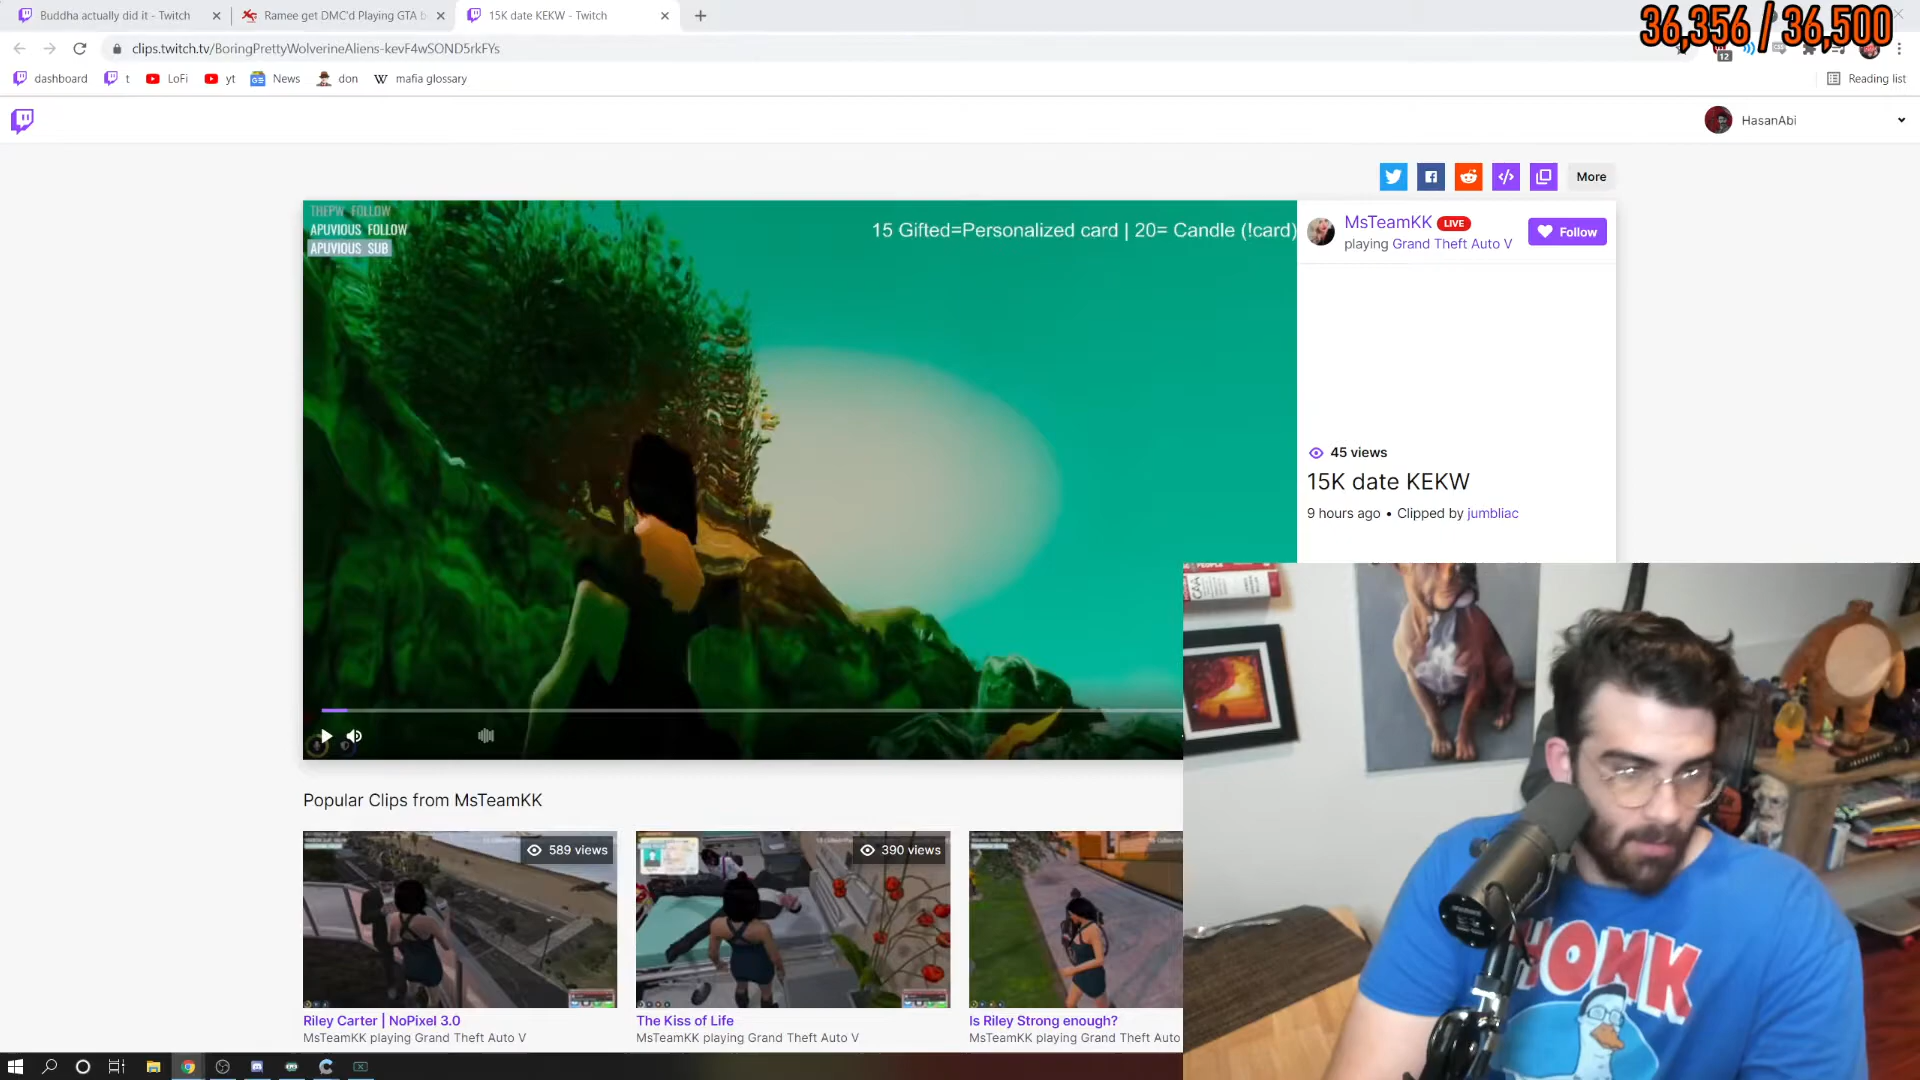 Buddha actually did it - Twitch
Ramee get DMC'd Playing GTA b
15K date KEKW - Twitch
36,356 / 36,500
clips.twitch.tv/BoringPrettyWolverineAliens-kevF4wSOND5rkFYs
12
dashboard
t
LoFi
yt
News
don
mafia glossary
Reading list
HasanAbi
More
THEPW FOLLOW
APUVIOUS FOLLOW
APUVIOUS SUB
15 Gifted=Personalized card | 20= Candle (!card)
MsTeamKK LIVE
playing Grand Theft Auto V
Follow
45 views
15K date KEKW
9 hours ago • Clipped by jumbliac
Popular Clips from MsTeamKK
589 views
390 views
Riley Carter | NoPixel 3.0
MsTeamKK playing Grand Theft Auto V
The Kiss of Life
MsTeamKK playing Grand Theft Auto V
Is Riley Strong enough?
MsTeamKK playing Grand Theft Auto V
HONK